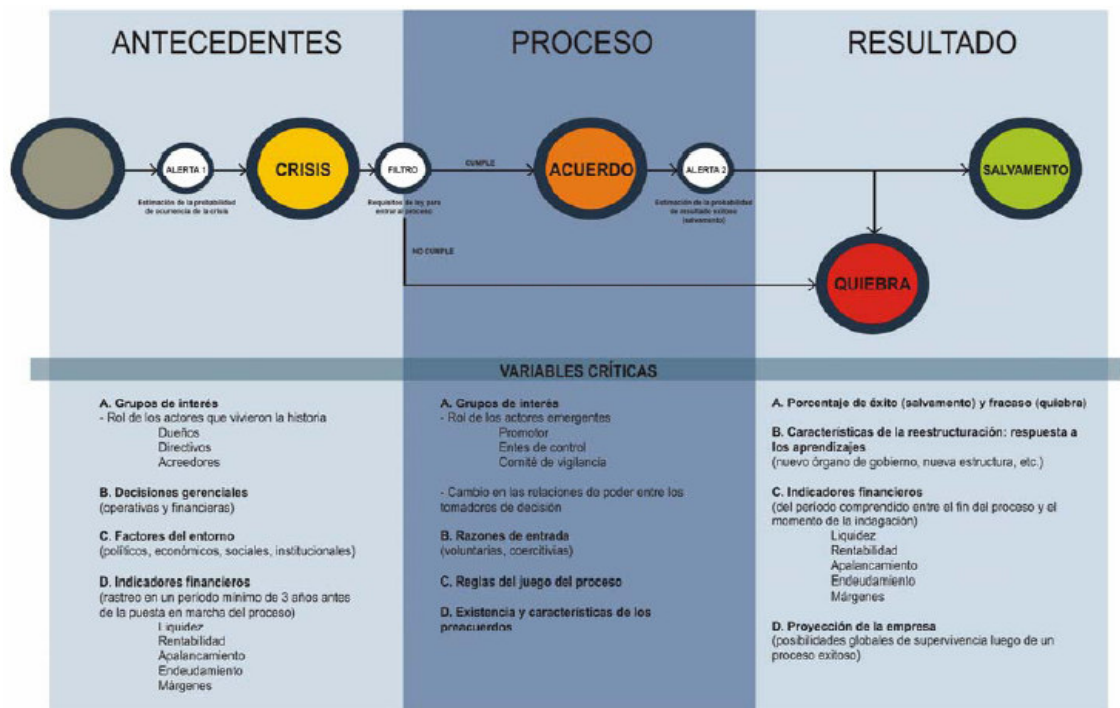 ANTECEDENTES
PROCESO
RESULTADO
ALERTA 1
CRISIS
FILTRO
CUMPLE
ACUERDO
ALERTA 2
SALVAMENTO
Estimación de la probabilidad
de ocurrencia de la crisis
Requisitos de ley para
entrar al proceso
Estimación de la probabilidad
de resultado exitoso
(salvamento)
NO CUMPLE
QUIEBRA
VARIABLES CRÍTICAS
A. Grupos de interés
- Rol de los actores que vivieron la historia
Dueños
Directivos
Acreedores
B. Decisiones gerenciales
(operativas y financieras)
C. Factores del entorno
(políticos, económicos, sociales, institucionales)
D. Indicadores financieros
(rastreo en un período mínimo de 3 años antes
de la puesta en marcha del proceso)
Liquidez
Rentabilidad
Apalancamiento
Endeudamiento
Márgenes
A. Grupos de interés
- Rol de los actores emergentes
Promotor
Entes de control
Comité de vigilancia
- Cambio en las relaciones de poder entre los
tomadores de decisión
B. Razones de entrada
(voluntarias, coercitivias)
C. Reglas del juego del proceso
D. Existencia y características de los
preacuerdos
A. Porcentaje de éxito (salvamento) y fracaso (quiebra)
B. Características de la reestructuración: respuesta a
los aprendizajes
(nuevo órgano de gobierno, nueva estructura, etc.)
C. Indicadores financieros
(del período comprendido entre el fin del proceso y el
momento de la indagación)
Liquidez
Rentabilidad
Apalancamiento
Endeudamiento
Márgenes
D. Proyección de la empresa
(posibilidades globales de supervivencia luego de un
proceso exitoso)